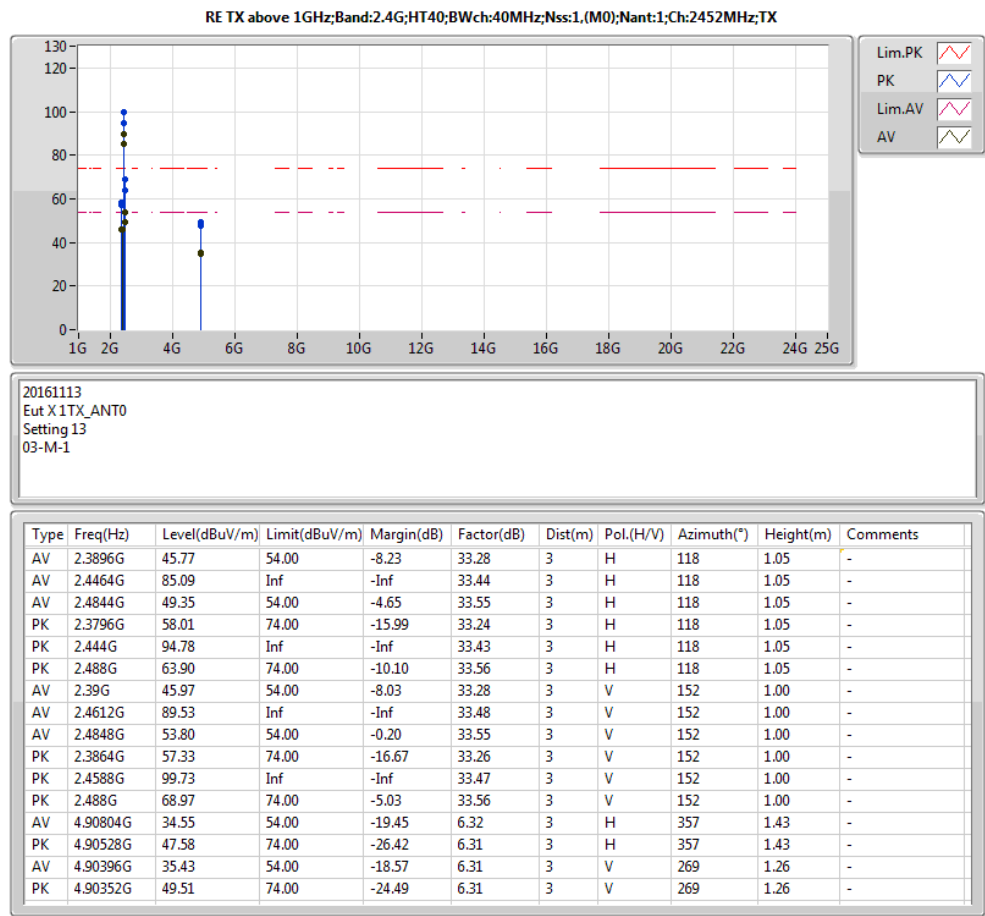 RE TX above 1GHz;Band:2.4G;HT40;BWch:40MHz;Nss:1,(M0);Nant:1;Ch:2452MHz;TX
130
120
100
80
60
40
20
0
1G 2G 4G 6G 8G 10G 12G 14G 16G 18G 20G 22G 24G 25G
Lim.PK
PK
Lim.AV
AV
20161113
Eut X 1TX_ANT0
Setting 13
03-M-1
Type Freq(Hz) Level(dBuV/m) Limit(dBuV/m) Margin(dB) Factor(dB) Dist(m) Pol.(H/V) Azimuth(°) Height(m) Comments
AV 2.3896G 45.77 54.00 -8.23 33.28 3 H 118 1.05 -
AV 2.4464G 85.09 Inf -Inf 33.44 3 H 118 1.05 -
AV 2.4844G 49.35 54.00 -4.65 33.55 3 H 118 1.05 -
PK 2.3796G 58.01 74.00 -15.99 33.24 3 H 118 1.05 -
PK 2.444G 94.78 Inf -Inf 33.43 3 H 118 1.05 -
PK 2.488G 63.90 74.00 -10.10 33.56 3 H 118 1.05 -
AV 2.39G 45.97 54.00 -8.03 33.28 3 V 152 1.00 -
AV 2.4612G 89.53 Inf -Inf 33.48 3 V 152 1.00 -
AV 2.4848G 53.80 54.00 -0.20 33.55 3 V 152 1.00 -
PK 2.3864G 57.33 74.00 -16.67 33.26 3 V 152 1.00 -
PK 2.4588G 99.73 Inf -Inf 33.47 3 V 152 1.00 -
PK 2.488G 68.97 74.00 -5.03 33.56 3 V 152 1.00 -
AV 4.90804G 34.55 54.00 -19.45 6.32 3 H 357 1.43 -
PK 4.90528G 47.58 74.00 -26.42 6.31 3 H 357 1.43 -
AV 4.90396G 35.43 54.00 -18.57 6.31 3 V 269 1.26 -
PK 4.90352G 49.51 74.00 -24.49 6.31 3 V 269 1.26 -